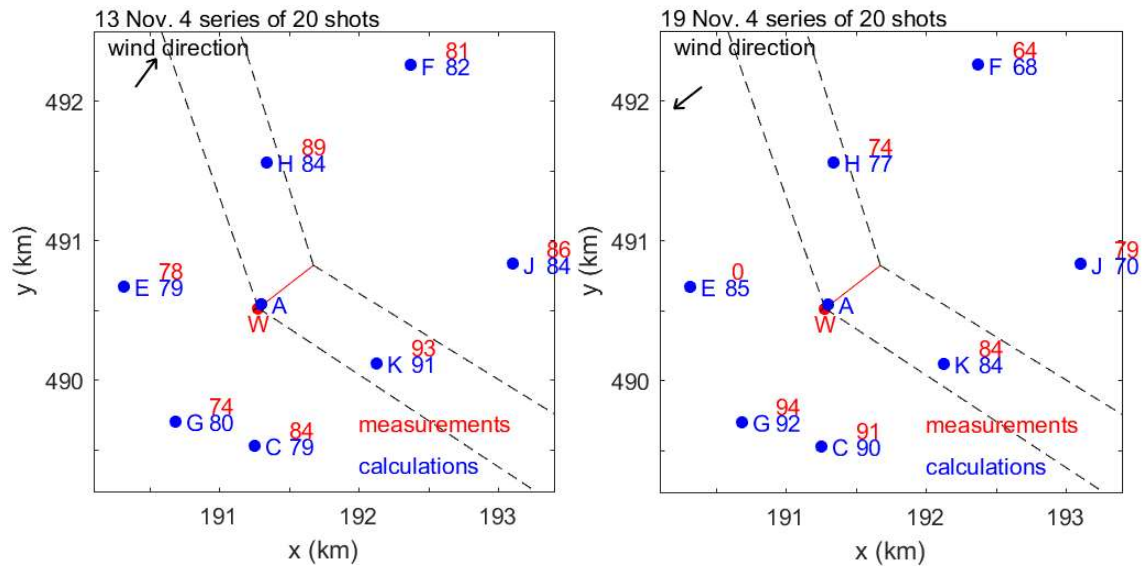 13 Nov. 4 series of 20 shots
wind direction
81
F 82
492
89
H 84
491
86
J 84
78
E 79
A
W
93
K 91
490
74
G 80
84
C 79
measurements
calculations
y (km)
191
192
193
x (km)
19 Nov. 4 series of 20 shots
wind direction
64
F 68
492
74
H 77
491
79
J 70
0
E 85
A
W
84
K 84
490
94
G 92
91
C 90
measurements
calculations
y (km)
191
192
193
x (km)